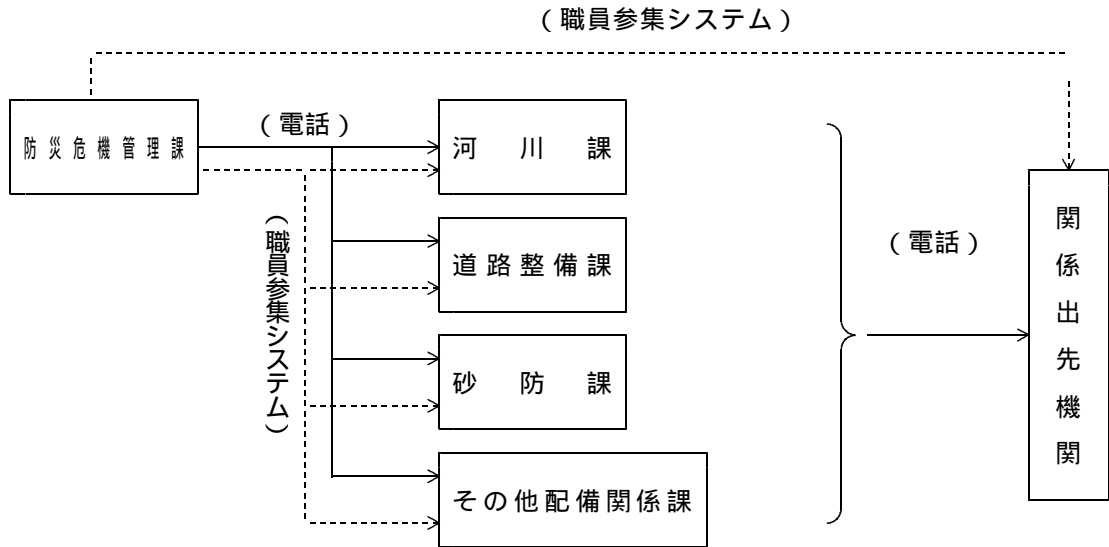 （職員参集システム）
防災危機管理課
（電話）
河川課
（職員参集システム）
道路整備課
（電話）
砂防課
その他配備関係課
関係出先機関